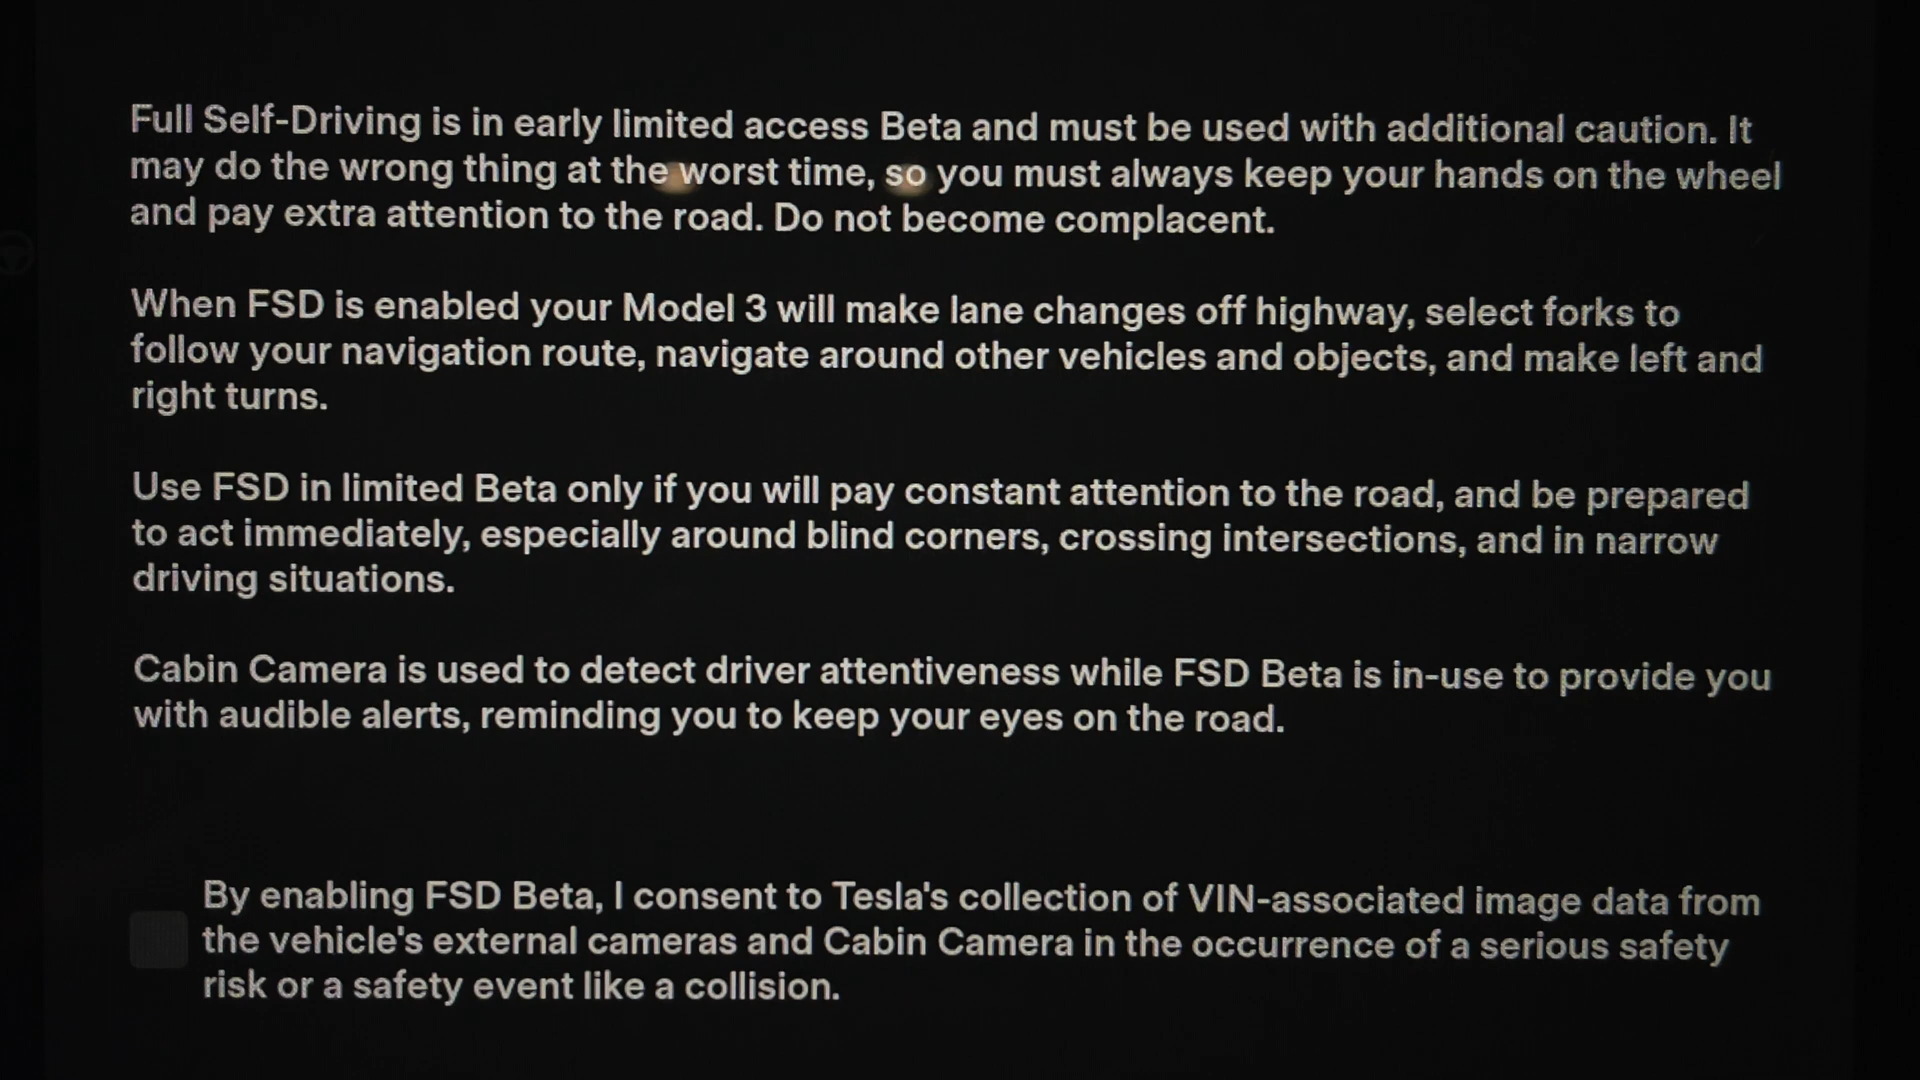 Full Self-Driving is in early limited access Beta and must be used with additional caution. It
may do the wrong thing at the worst time, so you must always keep your hands on the wheel
and pay extra attention to the road. Do not become complacent.
When FSD is enabled your Model 3 will make lane changes off highway, select forks to
follow your navigation route, navigate around other vehicles and objects, and make left and
right turns.
Use FSD in limited Beta only if you will pay constant attention to the road, and be prepared
to act immediately, especially around blind corners, crossing intersections, and in narrow
driving situations.
Cabin Camera is used to detect driver attentiveness while FSD Beta is in-use to provide you
with audible alerts, reminding you to keep your eyes on the road.
By enabling FSD Beta, I consent to Tesla's collection of VIN-associated image data from
the vehicle's external cameras and Cabin Camera in the occurrence of a serious safety
risk or a safety event like a collision.